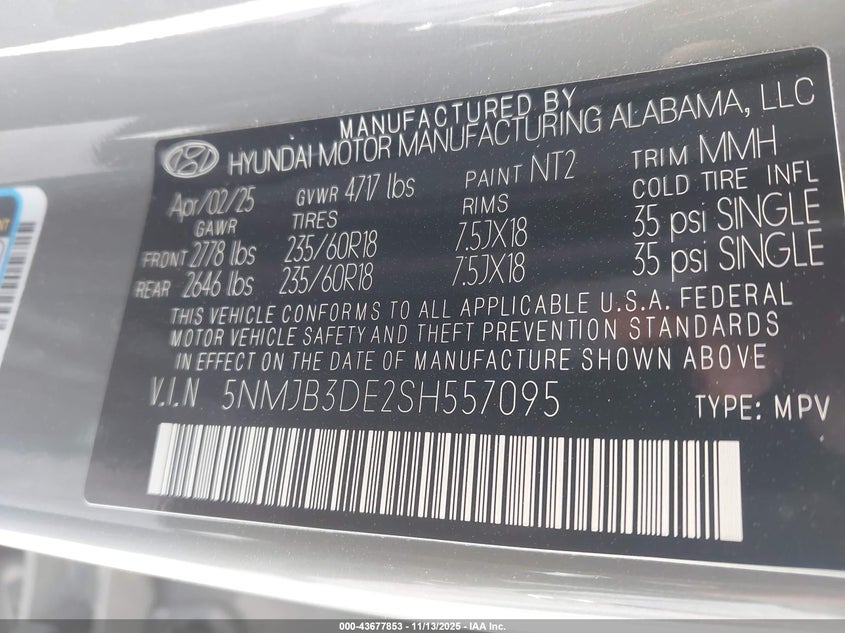 MANUFACTURED BY
HYUNDAI MOTOR MANUFACTURING ALABAMA, LLC
Apr/02/25 GVWR 4717 lbs PAINT NT2 TRIM MMH
GAWR TIRES RIMS COLD TIRE INFL
FRONT 2778 lbs 235/60R18 7.5JX18 35 psi SINGLE
REAR 2646 lbs 235/60R18 7.5JX18 35 psi SINGLE
THIS VEHICLE CONFORMS TO ALL APPLICABLE U.S.A. FEDERAL
MOTOR VEHICLE SAFETY AND THEFT PREVENTION STANDARDS
IN EFFECT ON THE DATE OF MANUFACTURE SHOWN ABOVE
V.I.N 5NMJB3DE2SH557095 TYPE: MPV
000-43677853 - 11/13/2025 - IAA Inc.